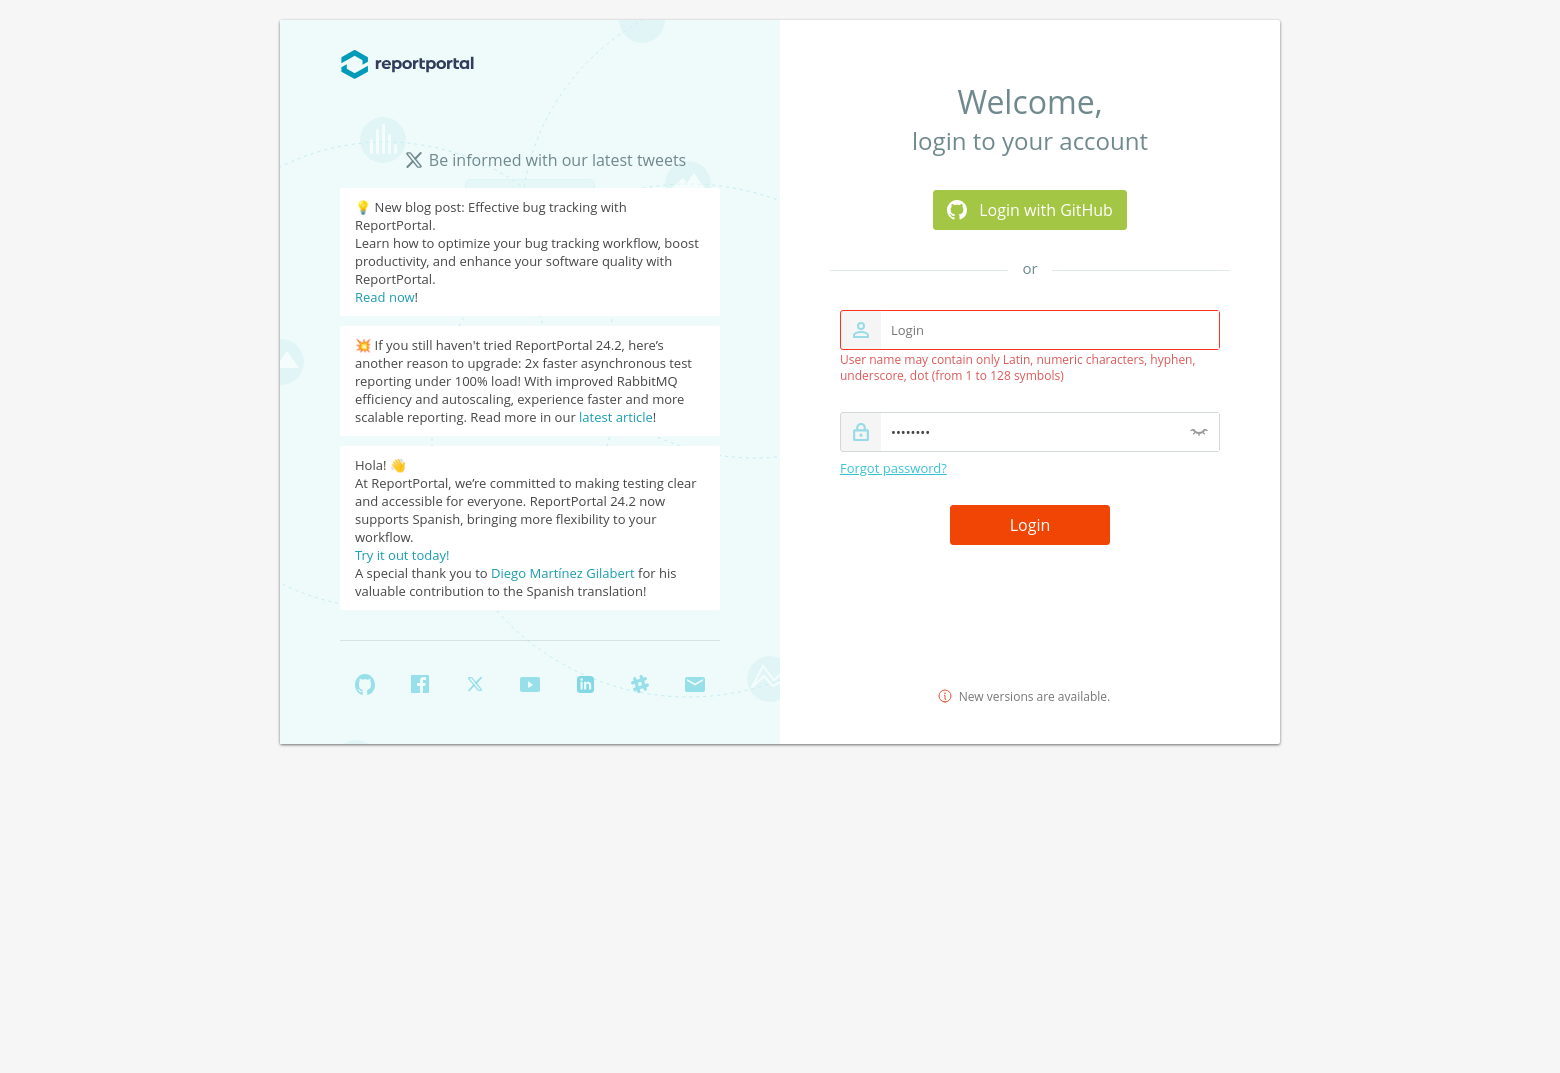 reportportal
Be informed with our latest tweets
💡 New blog post: Effective bug tracking with
ReportPortal.
Learn how to optimize your bug tracking workflow, boost
productivity, and enhance your software quality with
ReportPortal.
Read now!
💥 If you still haven't tried ReportPortal 24.2, here’s
another reason to upgrade: 2x faster asynchronous test
reporting under 100% load! With improved RabbitMQ
efficiency and autoscaling, experience faster and more
scalable reporting. Read more in our latest article!
Hola! 👋
At ReportPortal, we’re committed to making testing clear
and accessible for everyone. ReportPortal 24.2 now
supports Spanish, bringing more flexibility to your
workflow.
Try it out today!
A special thank you to Diego Martínez Gilabert for his
valuable contribution to the Spanish translation!
Welcome,
login to your account
Login with GitHub
or
Login
User name may contain only Latin, numeric characters, hyphen,
underscore, dot (from 1 to 128 symbols)
••••••••
Forgot password?
Login
New versions are available.